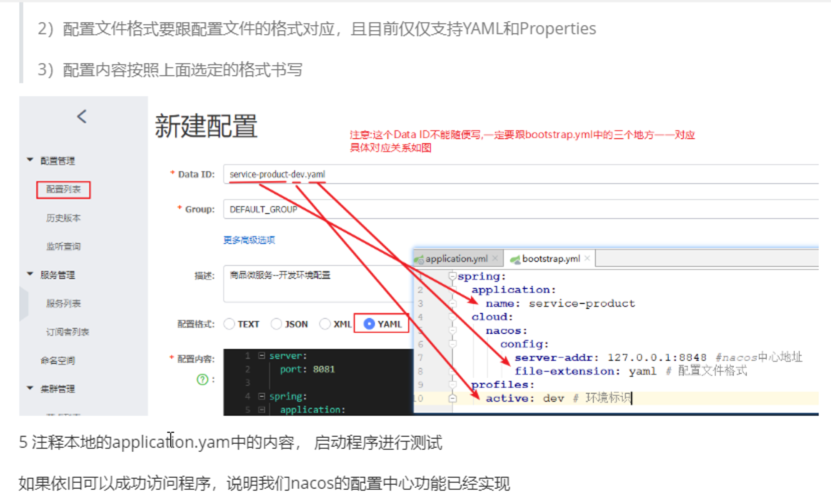 2）配置文件格式要跟配置文件的格式对应，且目前仅仅支持YAML和Properties
3）配置内容按照上面选定的格式书写
新建配置
注意:这个Data ID不能随便写,一定要跟bootstrap.yml中的三个地方一一对应
具体对应关系如图
配置管理
配置列表
历史版本
监听查询
服务管理
服务列表
订阅者列表
命名空间
集群管理
* Data ID: service-product-dev.yaml
* Group: DEFAULT_GROUP
更多高级选项
描述: 商品微服务--开发环境配置
配置格式: TEXT JSON XML YAML
* 配置内容:
?:
1 server:
2 port: 8081
3
4 spring:
5 application:
application.yml bootstrap.yml
1 spring:
2 application:
3 name: service-product
4 cloud:
5 nacos:
6 config:
7 server-addr: 127.0.0.1:8848 #nacos中心地址
8 file-extension: yaml # 配置文件格式
9 profiles:
10 active: dev # 环境标识
5 注释本地的application.yam中的内容， 启动程序进行测试
如果依旧可以成功访问程序，说明我们nacos的配置中心功能已经实现